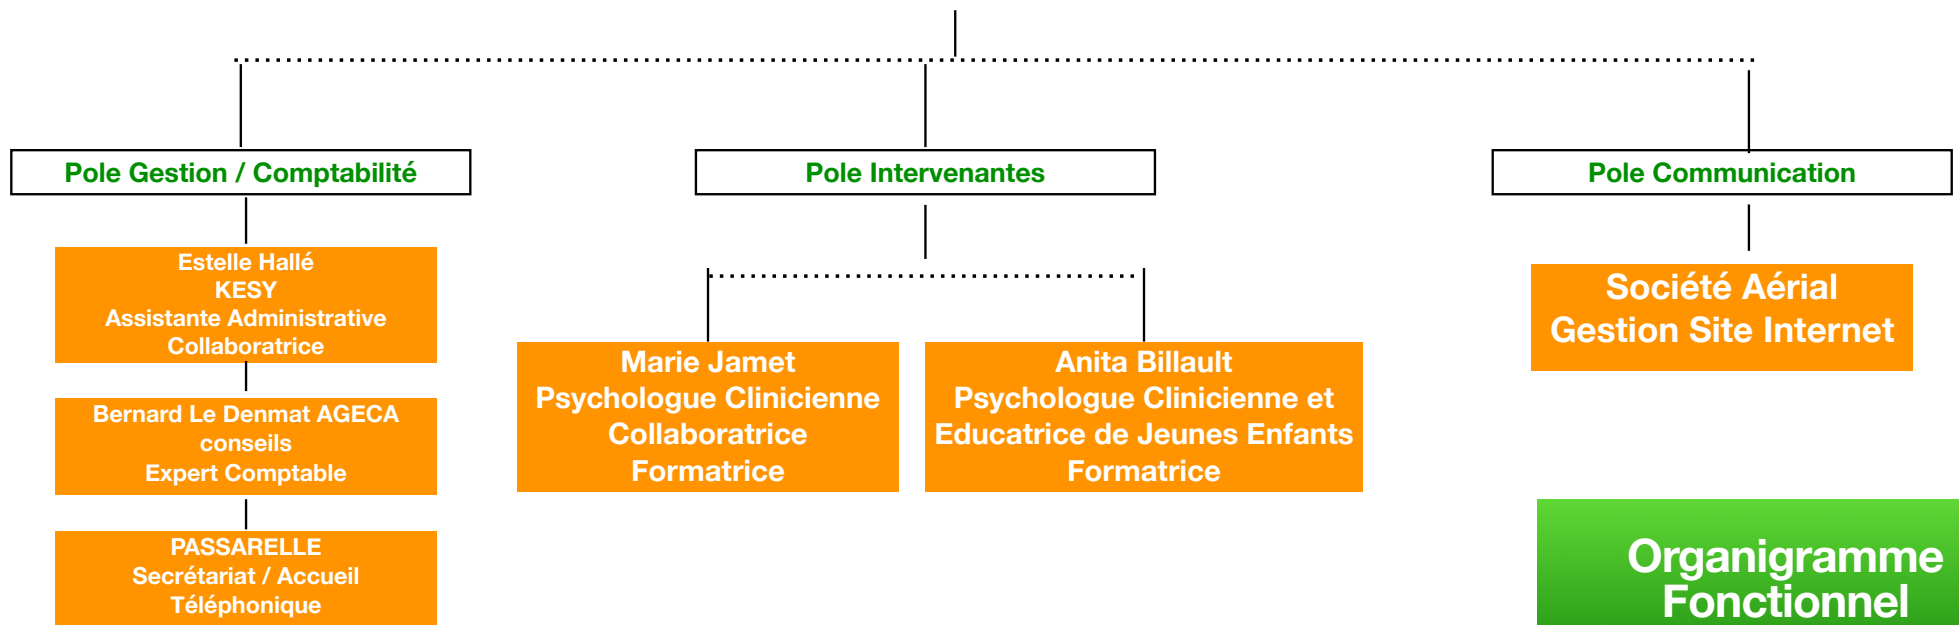 Pole Gestion / Comptabilité
Pole Intervenantes
Pole Communication
Estelle Hallé
KESY
Assistante Administrative
Collaboratrice
Bernard Le Denmat AGECA
conseils
Expert Comptable
PASSARELLE
Secrétariat / Accueil
Téléphonique
Marie Jamet
Psychologue Clinicienne
Collaboratrice
Formatrice
Anita Billault
Psychologue Clinicienne et
Educatrice de Jeunes Enfants
Formatrice
Société Aérial
Gestion Site Internet
Organigramme
Fonctionnel